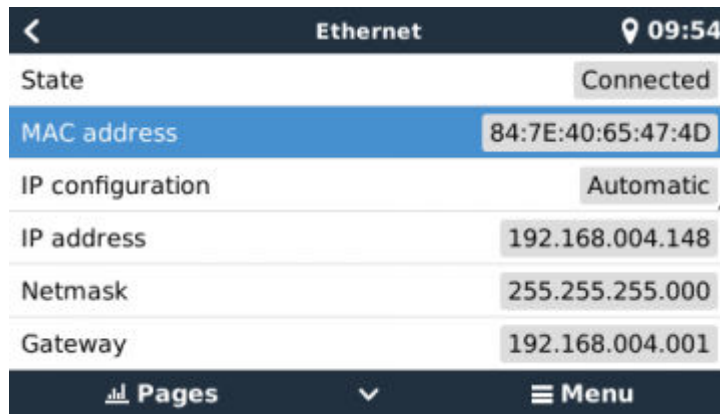 Ethernet 09:54
State Connected
MAC address 84:7E:40:65:47:4D
IP configuration Automatic
IP address 192.168.004.148
Netmask 255.255.255.000
Gateway 192.168.004.001
Pages Menu